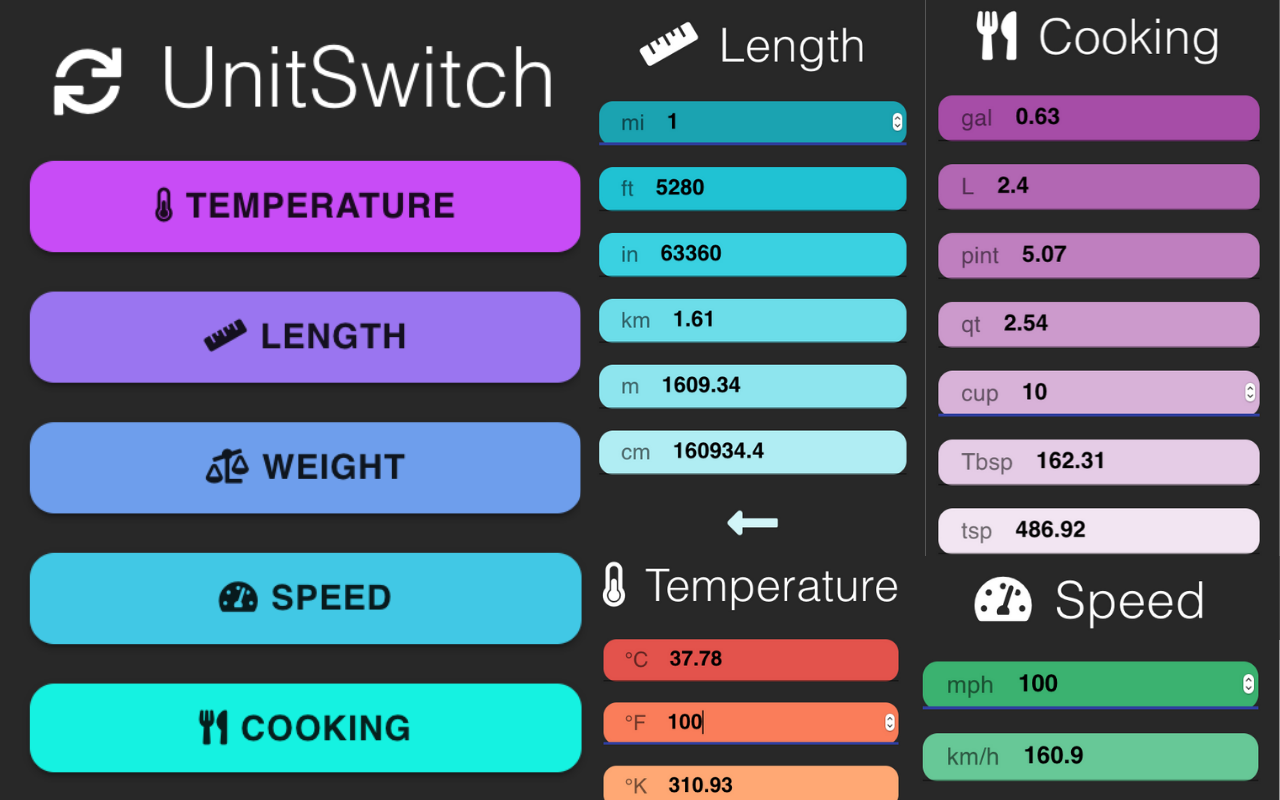 UnitSwitch
TEMPERATURE
LENGTH
WEIGHT
SPEED
COOKING
Length
mi 1
ft 5280
in 63360
km 1.61
m 1609.34
cm 160934.4
Temperature
°C 37.78
°F 100
°K 310.93
Cooking
gal 0.63
L 2.4
pint 5.07
qt 2.54
cup 10
Tbsp 162.31
tsp 486.92
Speed
mph 100
km/h 160.9